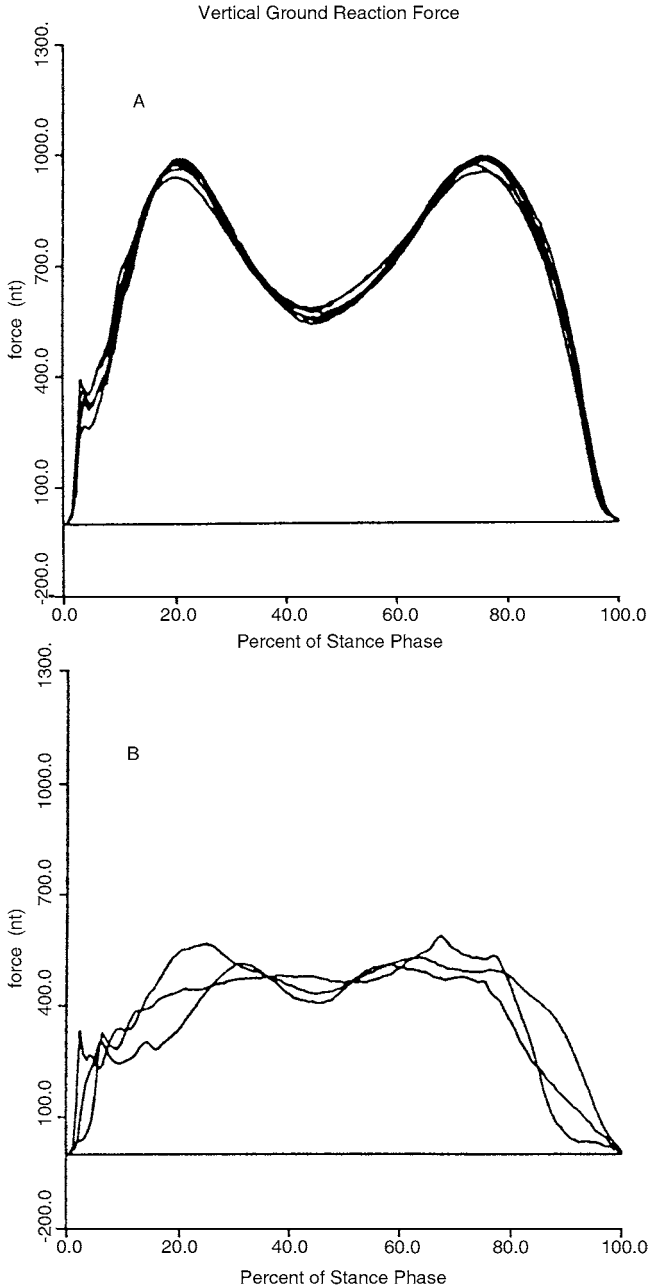 Vertical Ground Reaction Force
1300.
A
1000.0
700.0
force (nt)
400.0
100.0
-200.0
0.0 20.0 40.0 60.0 80.0 100.0
Percent of Stance Phase
1300.
B
1000.0
700.0
force (nt)
400.0
100.0
-200.0
0.0 20.0 40.0 60.0 80.0 100.0
Percent of Stance Phase